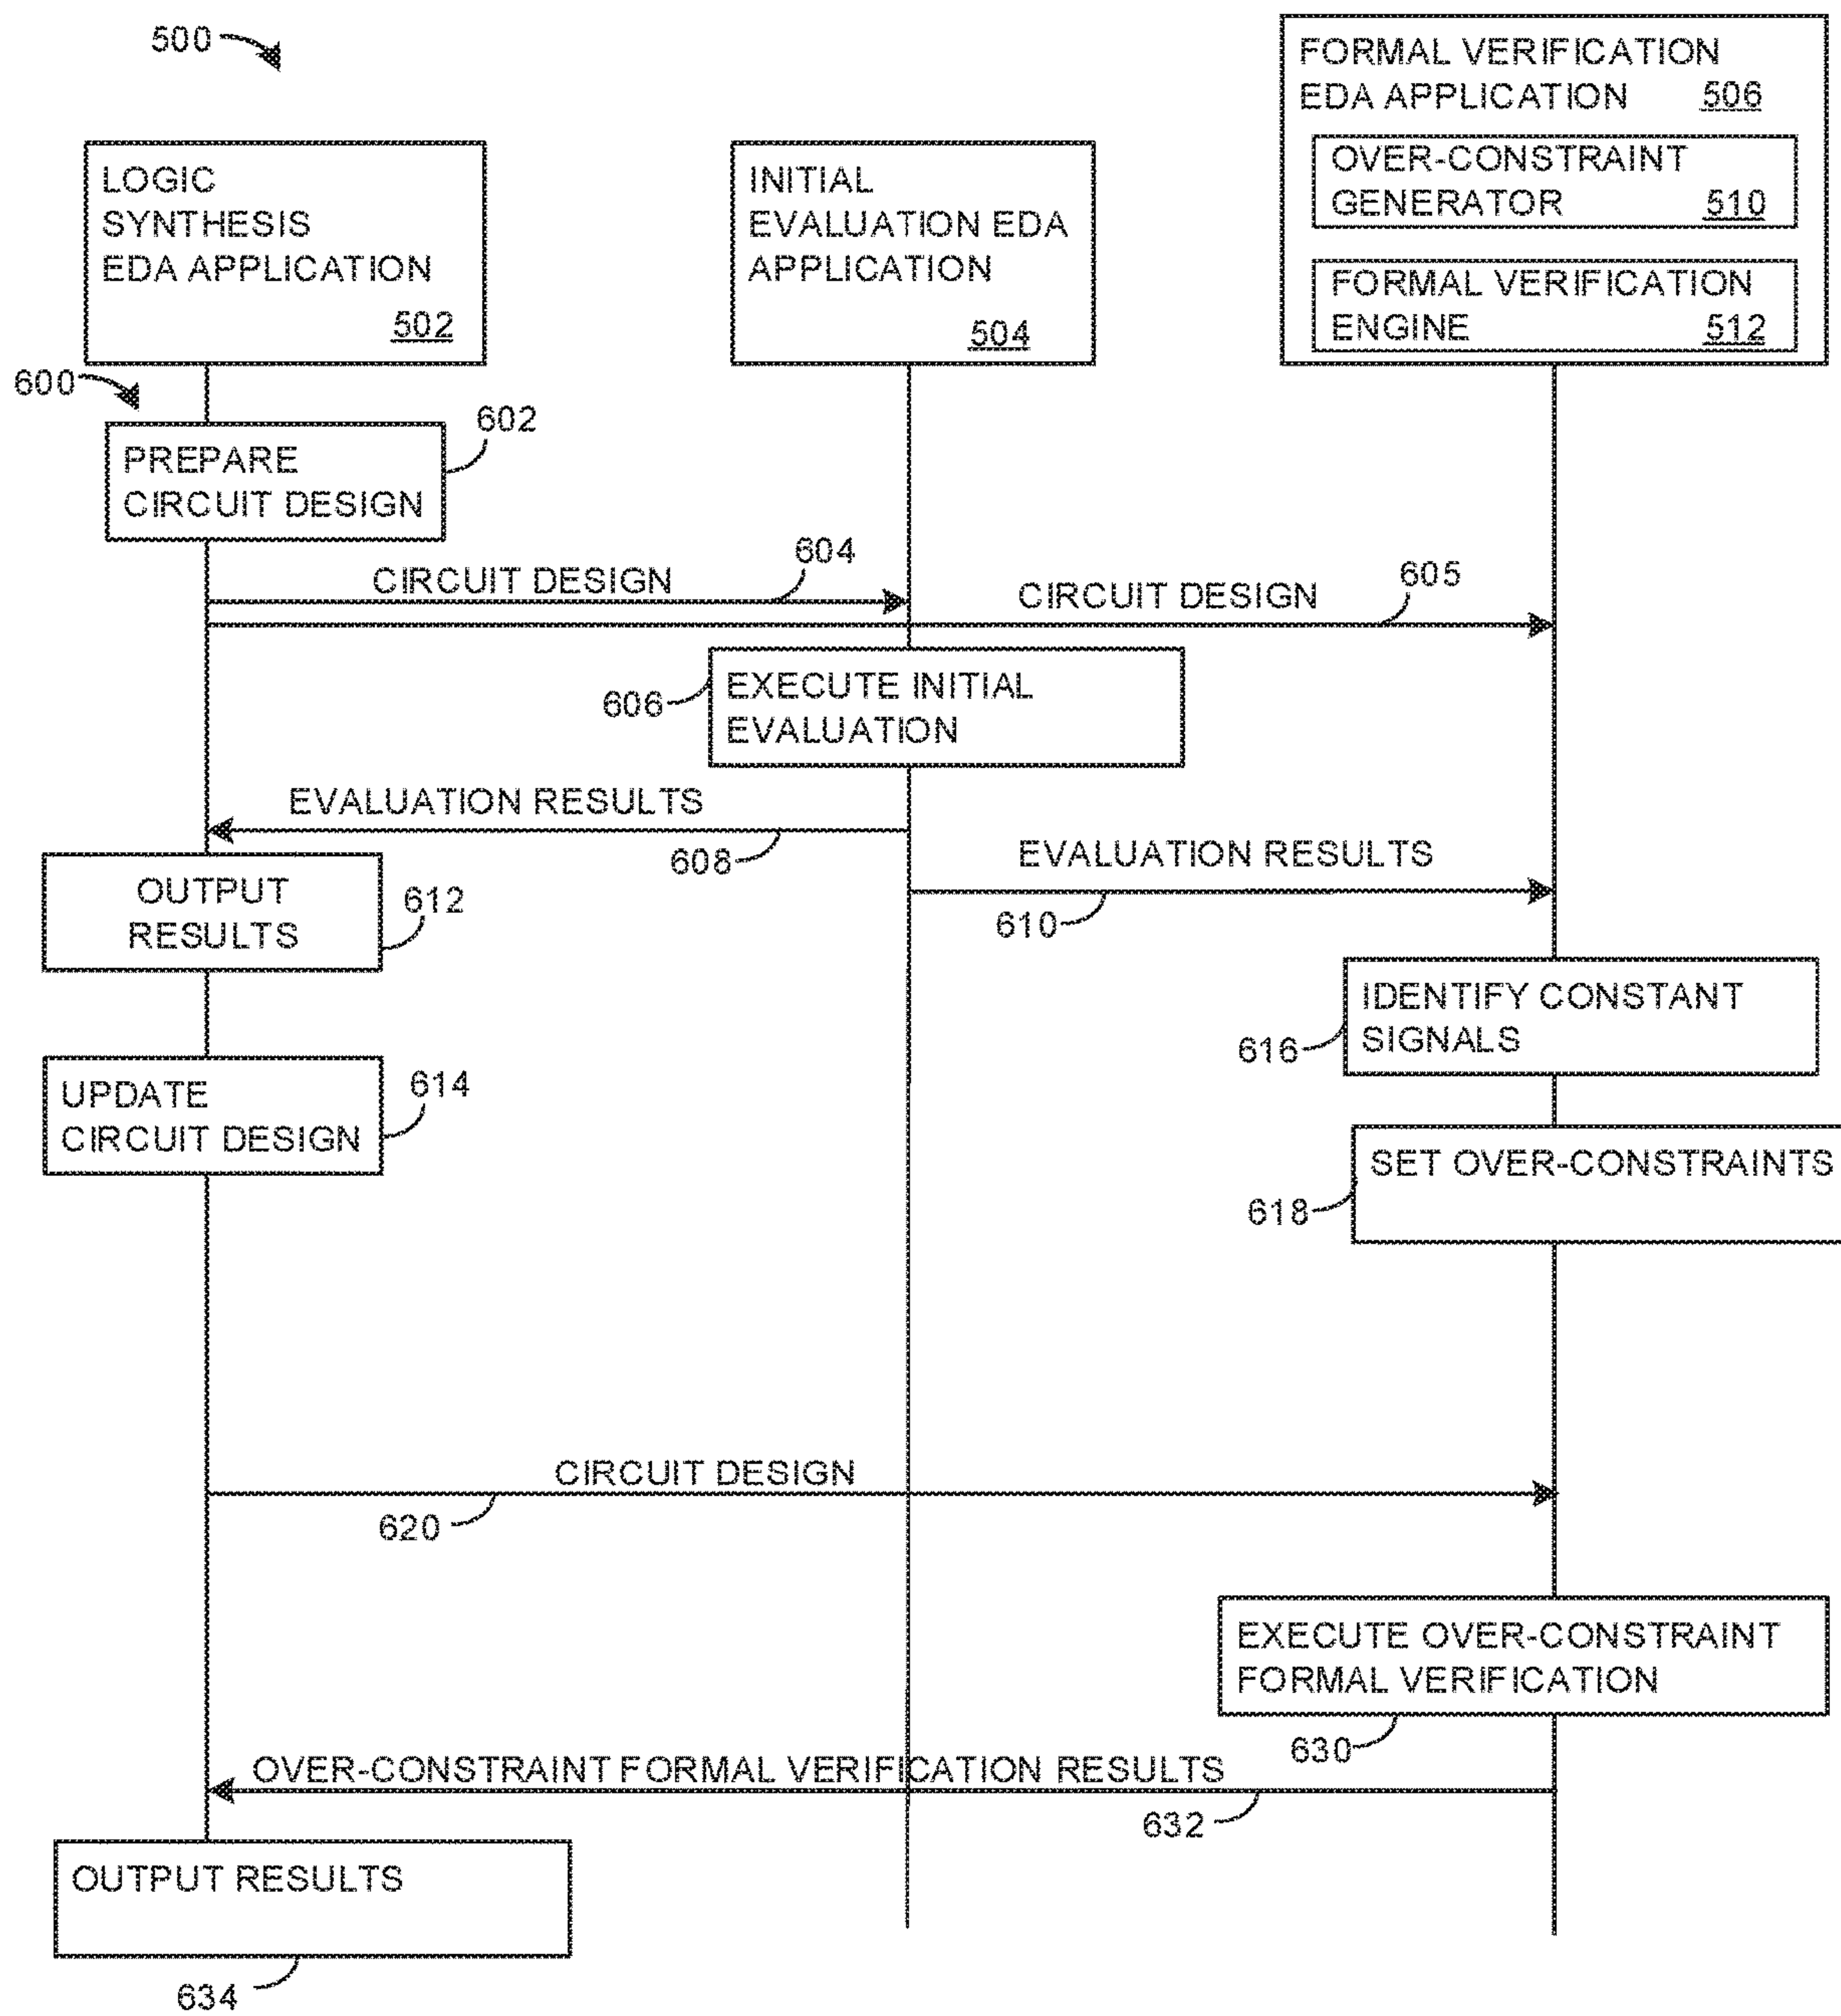 500
FORMAL VERIFICATION
EDA APPLICATION 506
OVER-CONSTRAINT
GENERATOR 510
FORMAL VERIFICATION
ENGINE 512
LOGIC
SYNTHESIS
EDA APPLICATION
502
INITIAL
EVALUATION EDA
APPLICATION
504
600
602
PREPARE
CIRCUIT DESIGN
604
CIRCUIT DESIGN
605
CIRCUIT DESIGN
606
EXECUTE INITIAL
EVALUATION
EVALUATION RESULTS
608
EVALUATION RESULTS
610
OUTPUT
RESULTS
612
IDENTIFY CONSTANT
SIGNALS
616
UPDATE
CIRCUIT DESIGN
614
SET OVER-CONSTRAINTS
618
CIRCUIT DESIGN
620
EXECUTE OVER-CONSTRAINT
FORMAL VERIFICATION
630
OVER-CONSTRAINT FORMAL VERIFICATION RESULTS
632
OUTPUT RESULTS
634